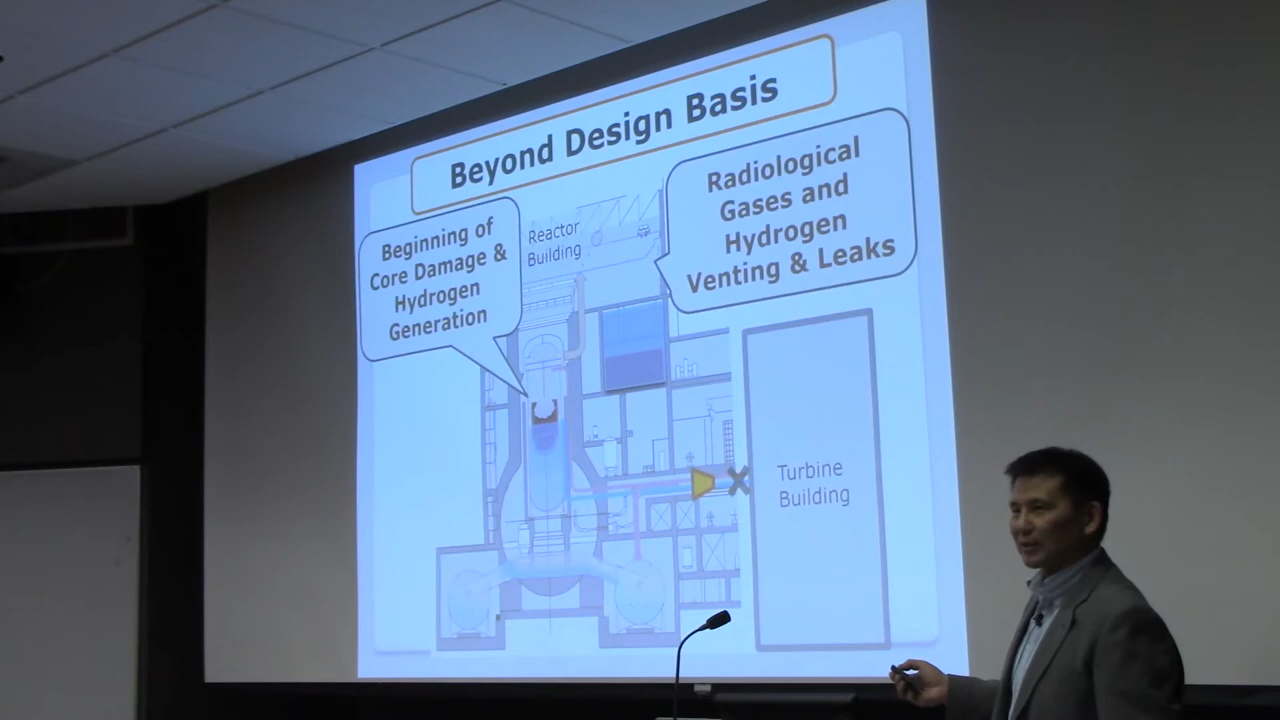 Beyond Design Basis
Beginning of
Core Damage &
Hydrogen
Generation
Reactor
Building
Radiological
Gases and
Hydrogen
Venting & Leaks
Turbine
Building